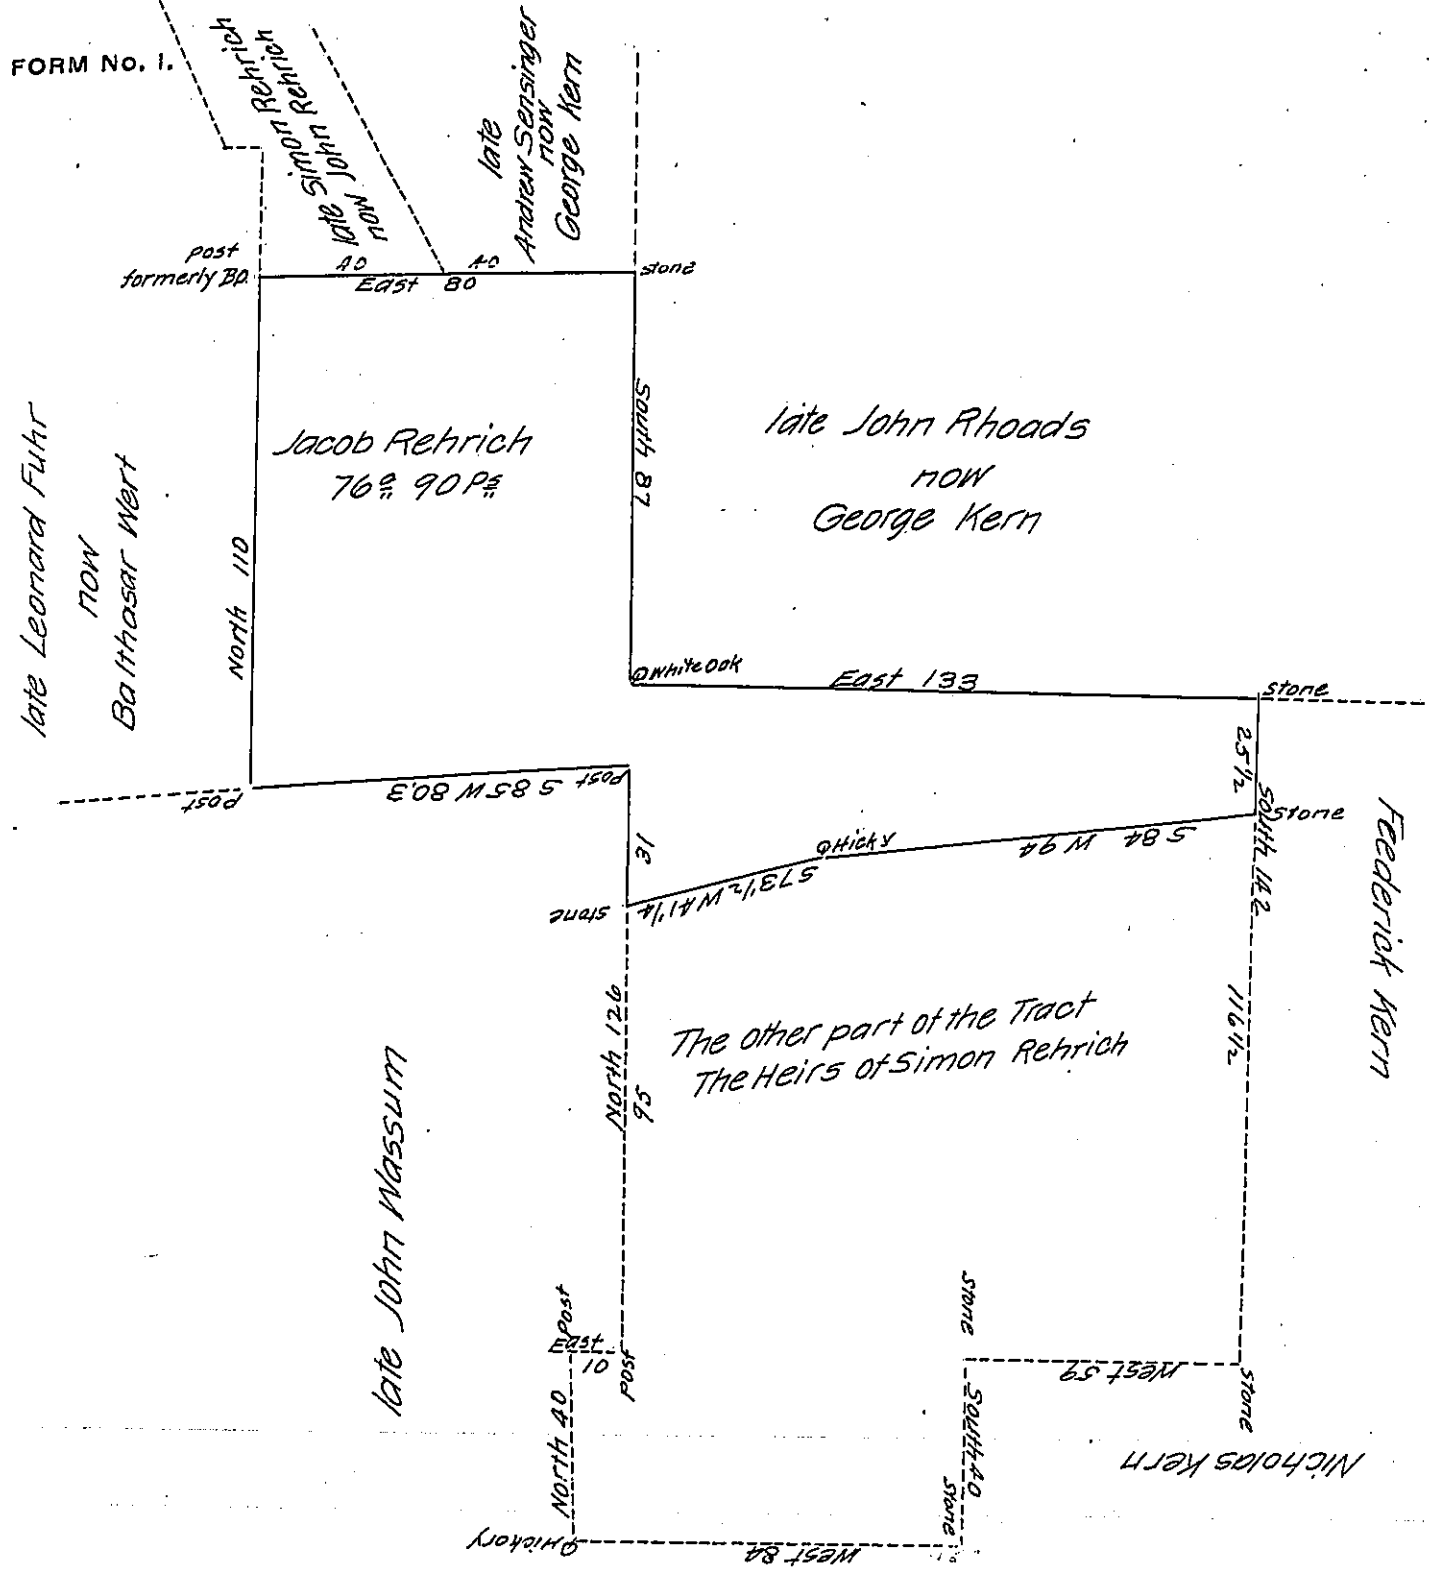 FORM No. 1.
late Simon Rehrich
now John Rehrich
late
Andrew Sensinger
now
George Kern
Post
formerly B.O.
40
40
East 80
stone
late Leonard Fuhr
now
Balthasar Wert
Jacob Rehrich
76a 90 Ps
South 87
late John Rhoads
now
George Kern
North 110
White Oak
East 133
stone
25½
Post
S 85 W 80.3
Post
31
Hicky
S 84 W 94
stone
South 142
S 73½ W 41¼
stone
Feederick Kern
North 126
95
The Other part of the Tract
The Heirs of Simon Rehrich
116½
late John Wassum
Post
East
10
Post
stone
West 59
stone
North 40
South 40
Nicholas Kern
stone
Hickory
West 84